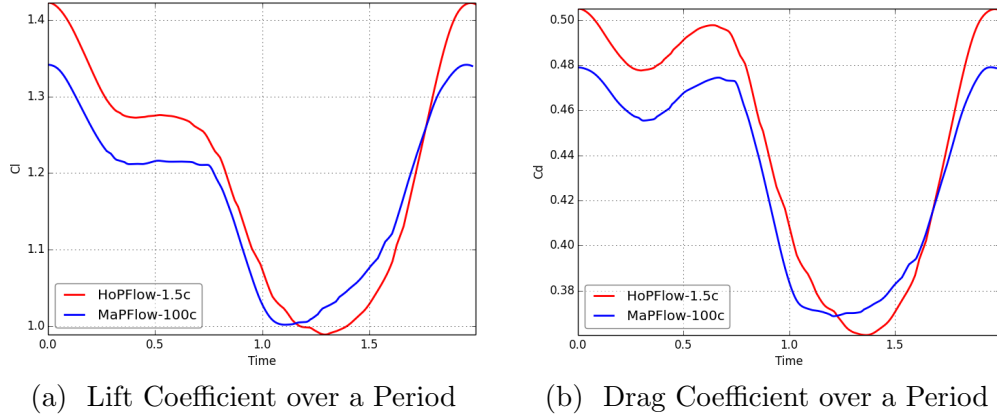 1.4
1.3
1.2
1.1
1.0
Cl
0.0
0.5
1.0
1.5
Time
HoPFlow-1.5c
MaPFlow-100c
(a) Lift Coefficient over a Period
0.50
0.48
0.46
0.44
0.42
0.40
0.38
Cd
0.0
0.5
1.0
1.5
Time
HoPFlow-1.5c
MaPFlow-100c
(b) Drag Coefficient over a Period